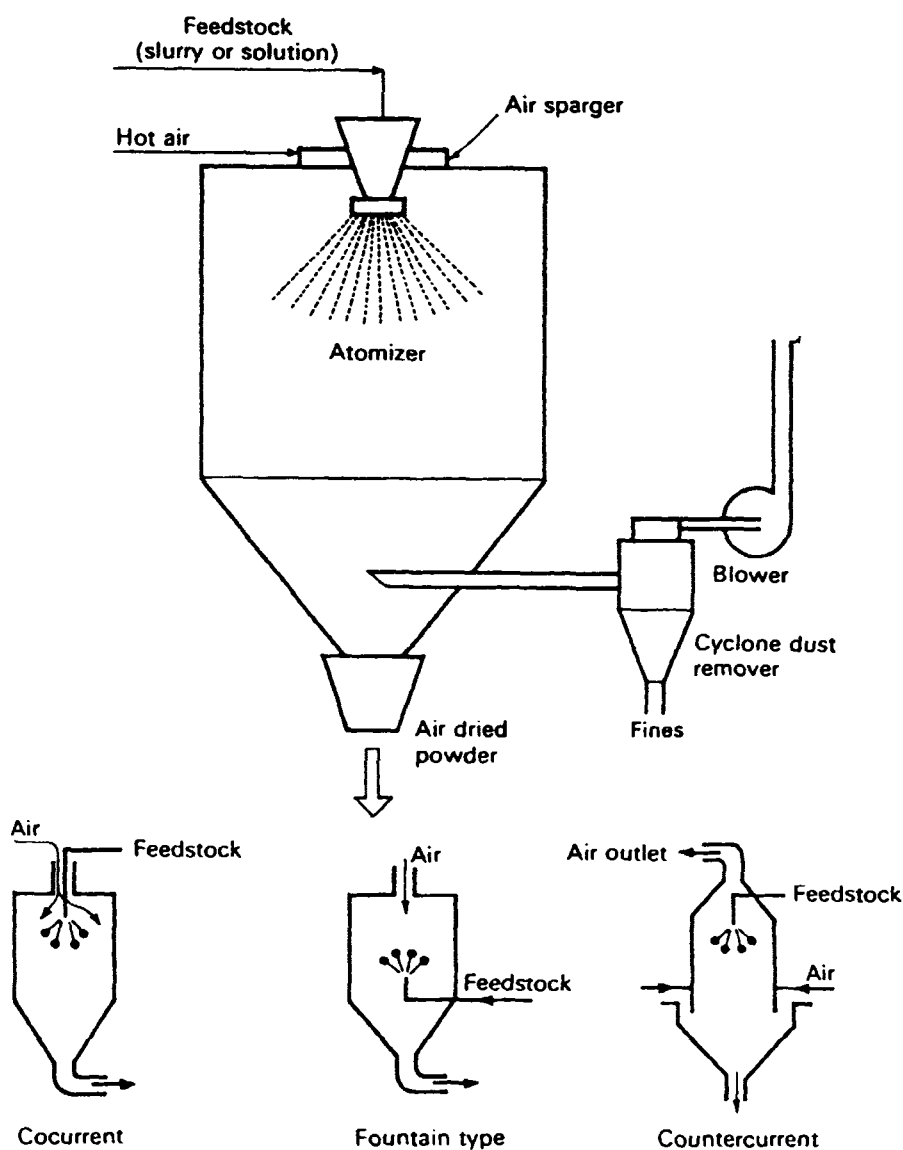 Feedstock
(slurry or solution)
Air sparger
Hot air
Atomizer
Blower
Cyclone dust
remover
Fines
Air dried
powder
Air
Feedstock
Cocurrent
Air
Feedstock
Fountain type
Air outlet
Feedstock
Air
Countercurrent